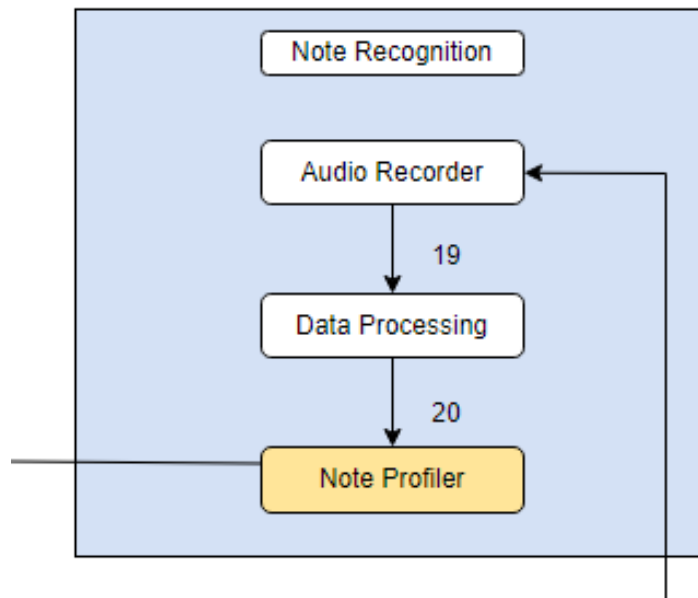 Note Recognition
Audio Recorder
19
Data Processing
20
Note Profiler